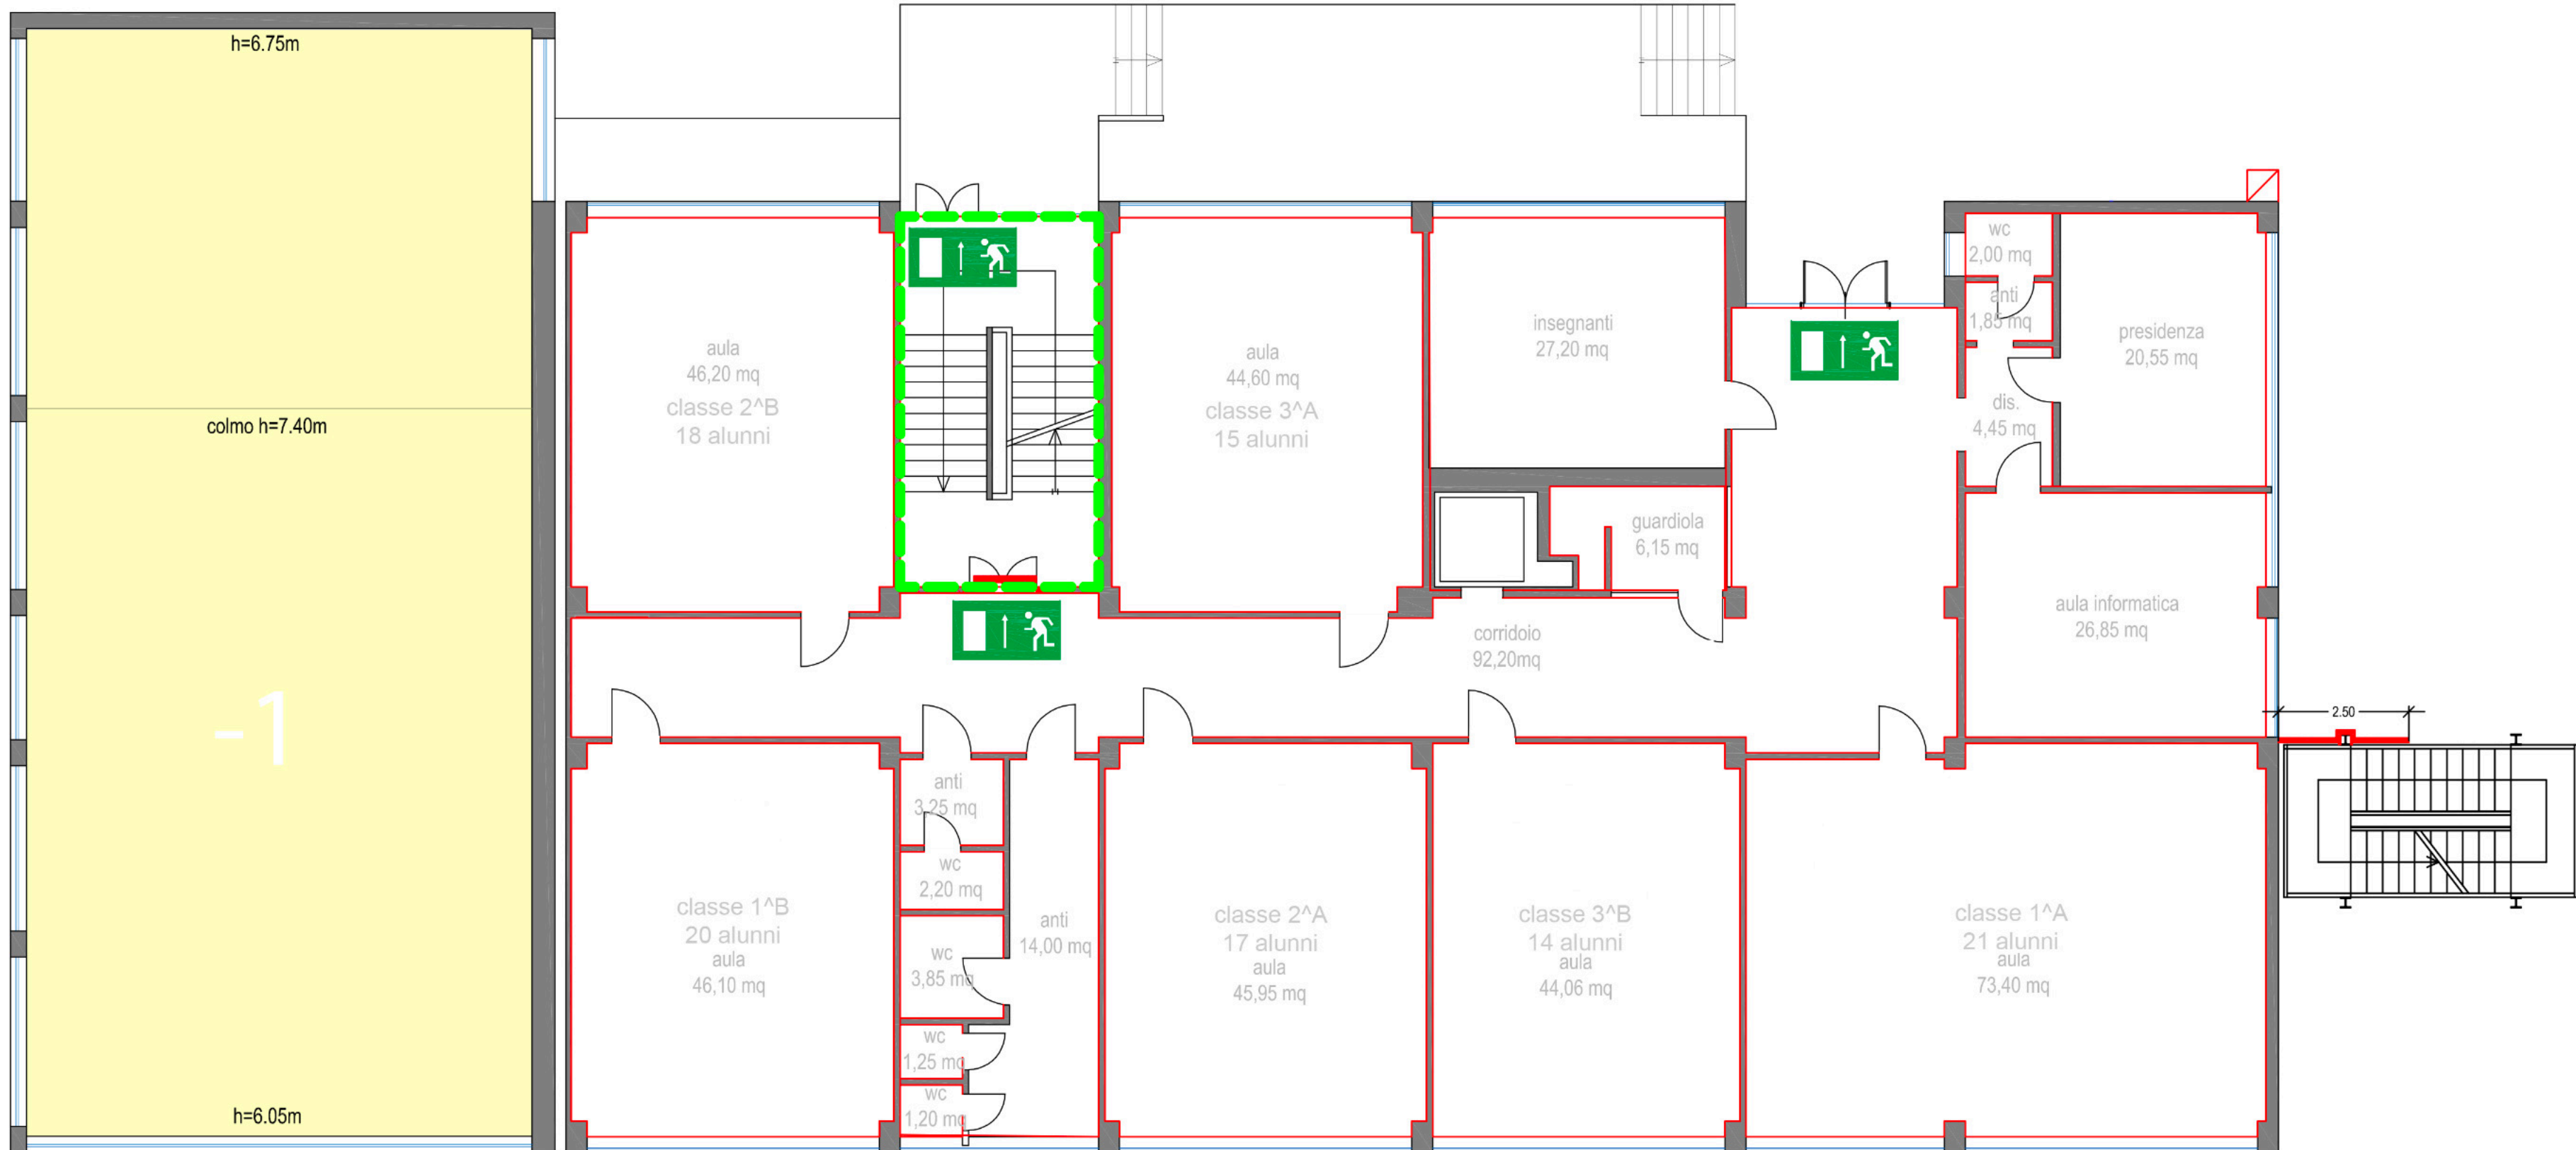 h=6.75m
colmo h=7.40m
-1
h=6.05m
aula
46,20 mq
classe 2^B
18 alunni
aula
44,60 mq
classe 3^A
15 alunni
insegnanti
27,20 mq
guardiola
6,15 mq
wc
2,00 mq
anti
1,85 mq
dis.
4,45 mq
presidenza
20,55 mq
aula informatica
26,85 mq
corridoio
92,20mq
2.50
classe 1^B
20 alunni
aula
46,10 mq
anti
3,25 mq
wc
2,20 mq
wc
3,85 mq
wc
1,25 mq
wc
1,20 mq
anti
14,00 mq
classe 2^A
17 alunni
aula
45,95 mq
classe 3^B
14 alunni
aula
44,06 mq
classe 1^A
21 alunni
aula
73,40 mq